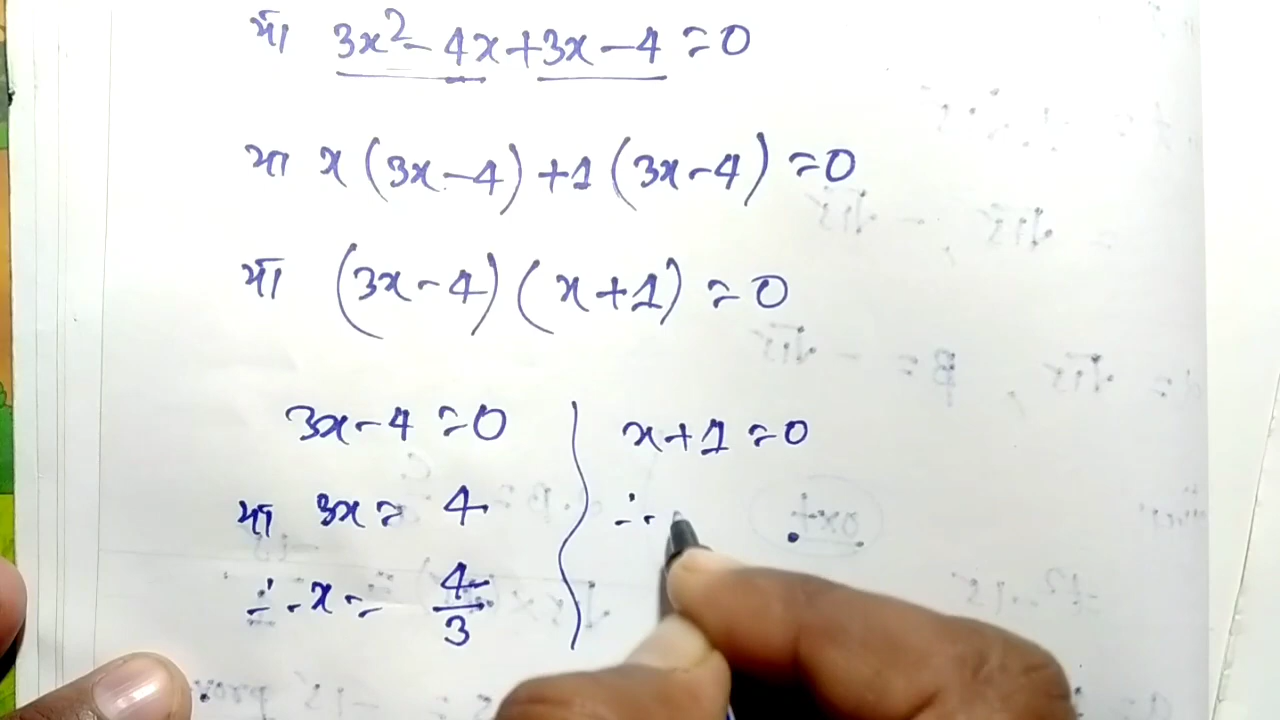 या 3x² - 4x + 3x - 4 = 0
या x (3x - 4) + 1 (3x - 4) = 0
या (3x - 4) (x + 1) = 0
3x - 4 = 0
या 3x = 4
∴ x = 4/3
x + 1 = 0
∴